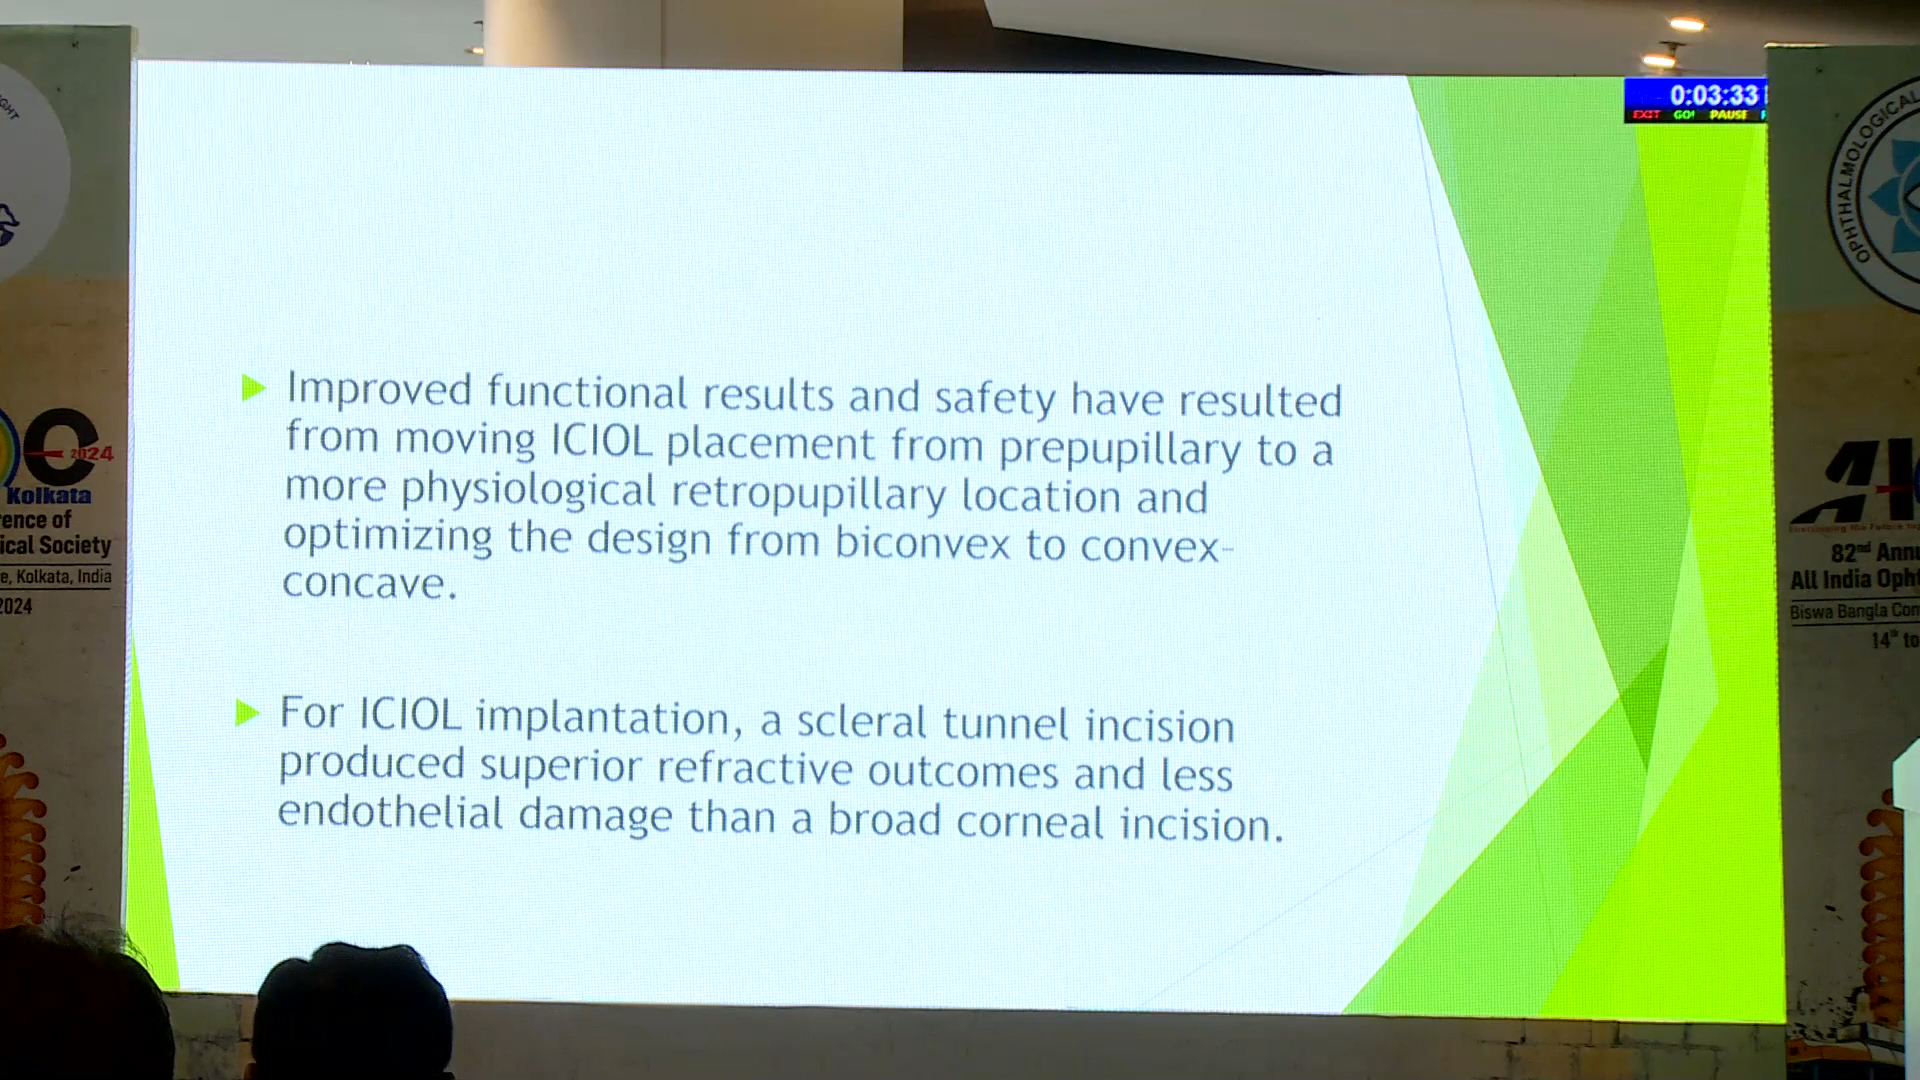 0:03:33
EXIT GO! PAUSE
Improved functional results and safety have resulted
from moving ICIOL placement from prepupillary to a
more physiological retropupillary location and
optimizing the design from biconvex to convex-
concave.
For ICIOL implantation, a scleral tunnel incision
produced superior refractive outcomes and less
endothelial damage than a broad corneal incision.
2024
Kolkata
ence of
ical Society
e, Kolkata, India
2024
OPHTHALMOLOGICAL
82nd Annu
All India Opht
Biswa Bangla Con
14th to